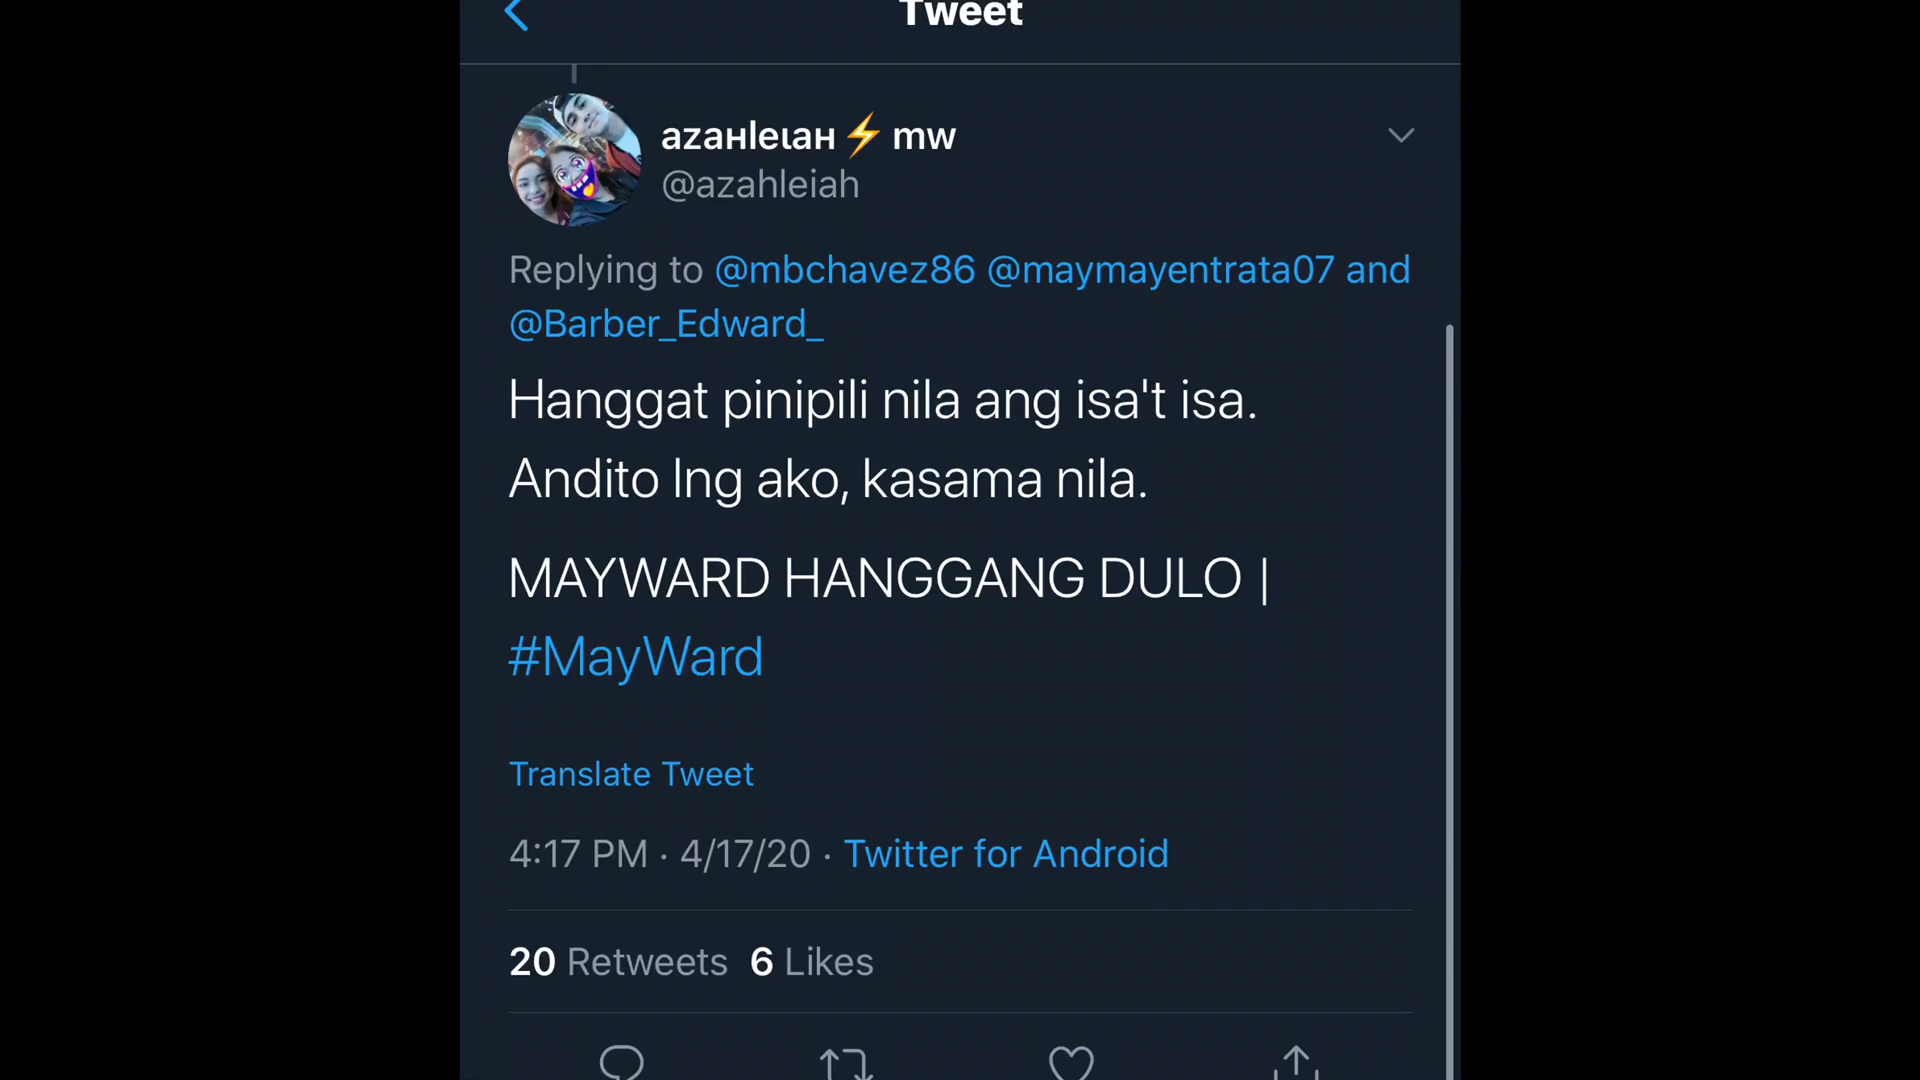 Tweet
azaнleιaн⚡ mw
@azahleiah
Replying to @mbchavez86 @maymayentrata07 and
@Barber_Edward_
Hanggat pinipili nila ang isa't isa.
Andito lng ako, kasama nila.
MAYWARD HANGGANG DULO |
#MayWard
Translate Tweet
4:17 PM · 4/17/20 · Twitter for Android
20 Retweets 6 Likes